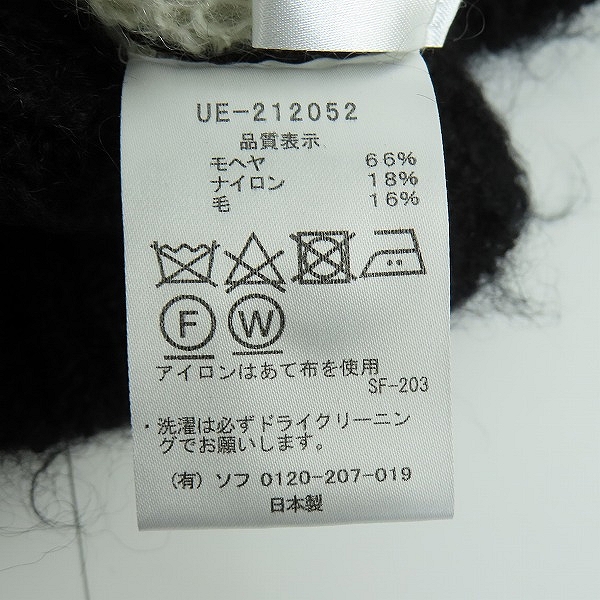 UE-212052
品質表示
モヘヤ 66%
ナイロン 18%
毛 16%
F W
アイロンはあて布を使用
SF-203
・洗濯は必ずドライクリーニン
グでお願いします。
(有) ソフ 0120-207-019
日本製